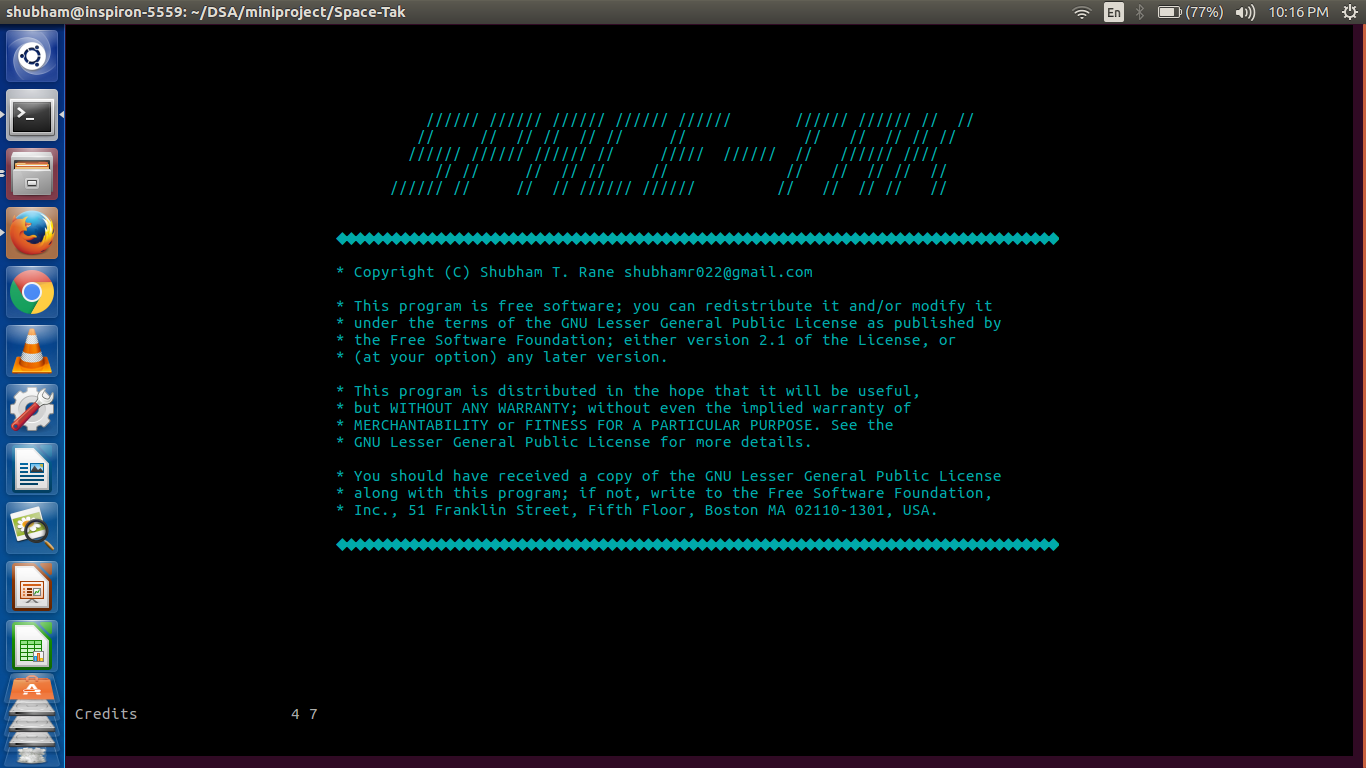 shubham@inspiron-5559: ~/DSA/miniproject/Space-Tak
En
(77%)
10:16 PM
SPACE-TAK
* Copyright (C) Shubham T. Rane shubhamr022@gmail.com
* This program is free software; you can redistribute it and/or modify it
* under the terms of the GNU Lesser General Public License as published by
* the Free Software Foundation; either version 2.1 of the License, or
* (at your option) any later version.
* This program is distributed in the hope that it will be useful,
* but WITHOUT ANY WARRANTY; without even the implied warranty of
* MERCHANTABILITY or FITNESS FOR A PARTICULAR PURPOSE. See the
* GNU Lesser General Public License for more details.
* You should have received a copy of the GNU Lesser General Public License
* along with this program; if not, write to the Free Software Foundation,
* Inc., 51 Franklin Street, Fifth Floor, Boston MA 02110-1301, USA.
Credits 4 7